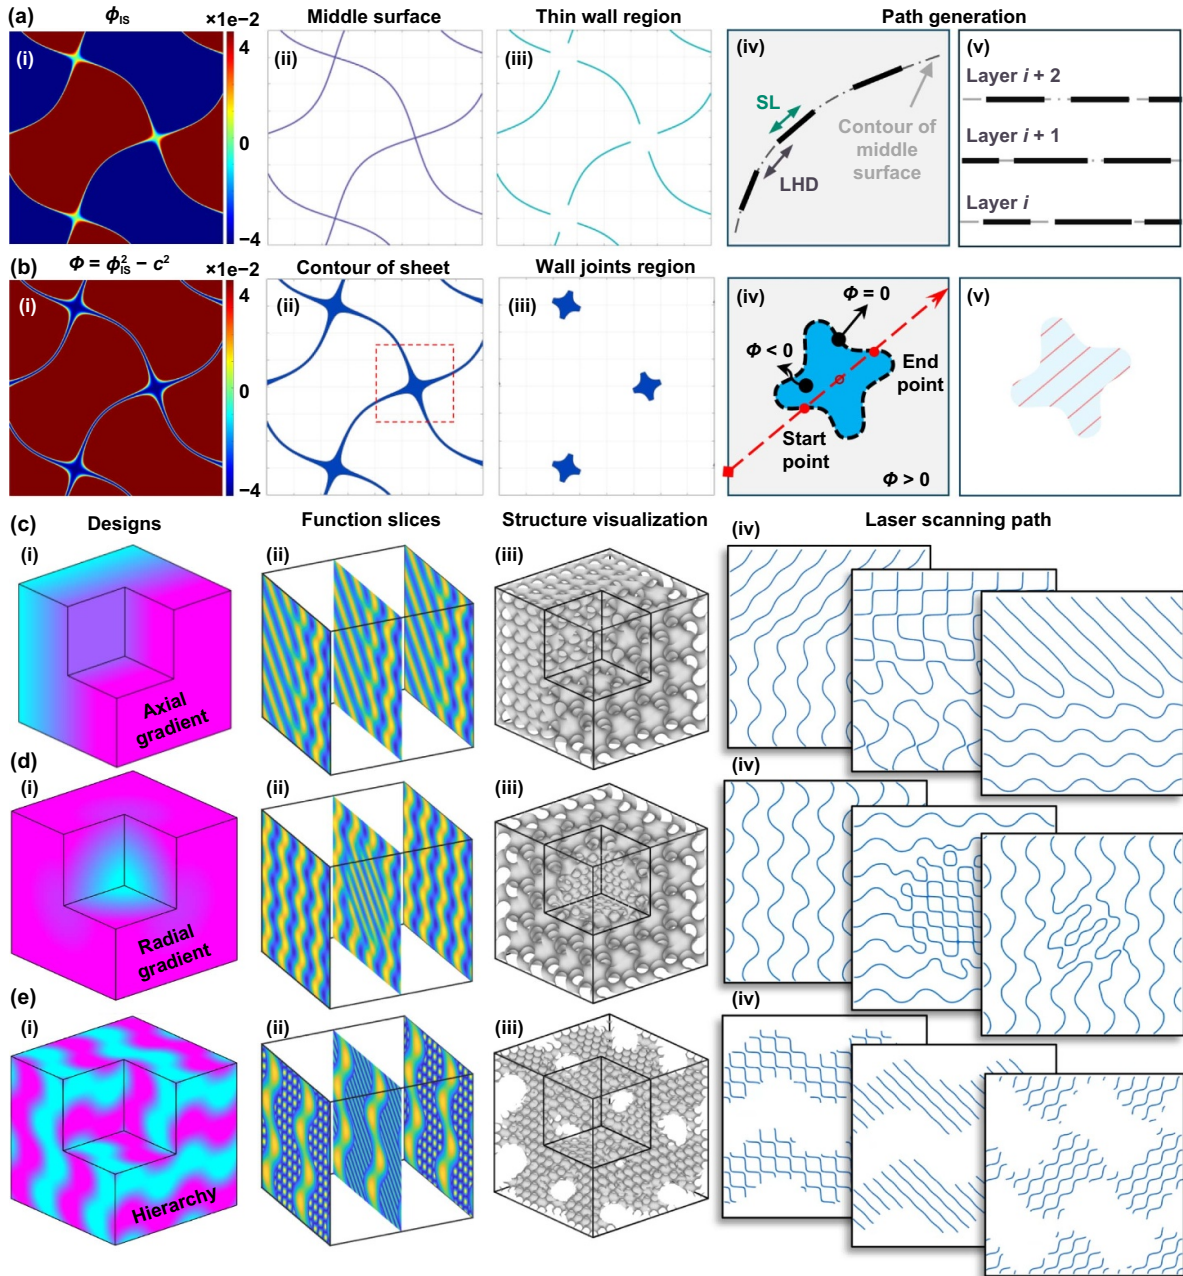 (a)
ϕIS
×1e−2
Middle surface
Thin wall region
Path generation
(i)
4
0
−4
(ii)
(iii)
(iv)
SL
LHD
Contour of
middle
surface
(v)
Layer i + 2
Layer i + 1
Layer i
(b)
Φ = ϕ²IS − c²
×1e−2
Contour of sheet
Wall joints region
(i)
4
0
−4
(ii)
(iii)
(iv)
Φ = 0
Φ < 0
End
point
Start
point
Φ > 0
(v)
(c)
Designs
Function slices
Structure visualization
Laser scanning path
(i)
Axial
gradient
(ii)
(iii)
(iv)
(d)
(i)
Radial
gradient
(ii)
(iii)
(iv)
(e)
(i)
Hierarchy
(ii)
(iii)
(iv)